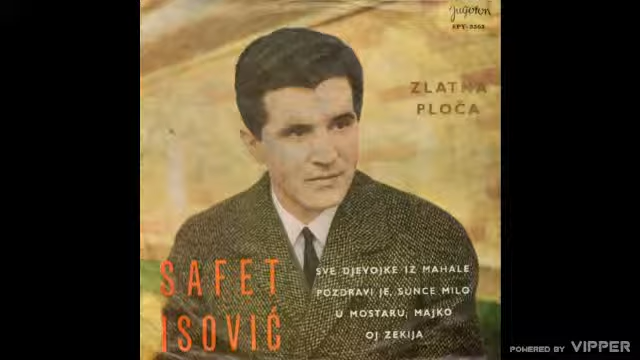 Jugoton
EPY-3303
ZLATNA
PLOČA
SAFET
ISOVIĆ
SVE DJEVOJKE IZ MAHALE
POZDRAVI JE, SUNCE MILO
U MOSTARU, MAJKO
OJ ZEKIJA
POWERED BY VIPPER